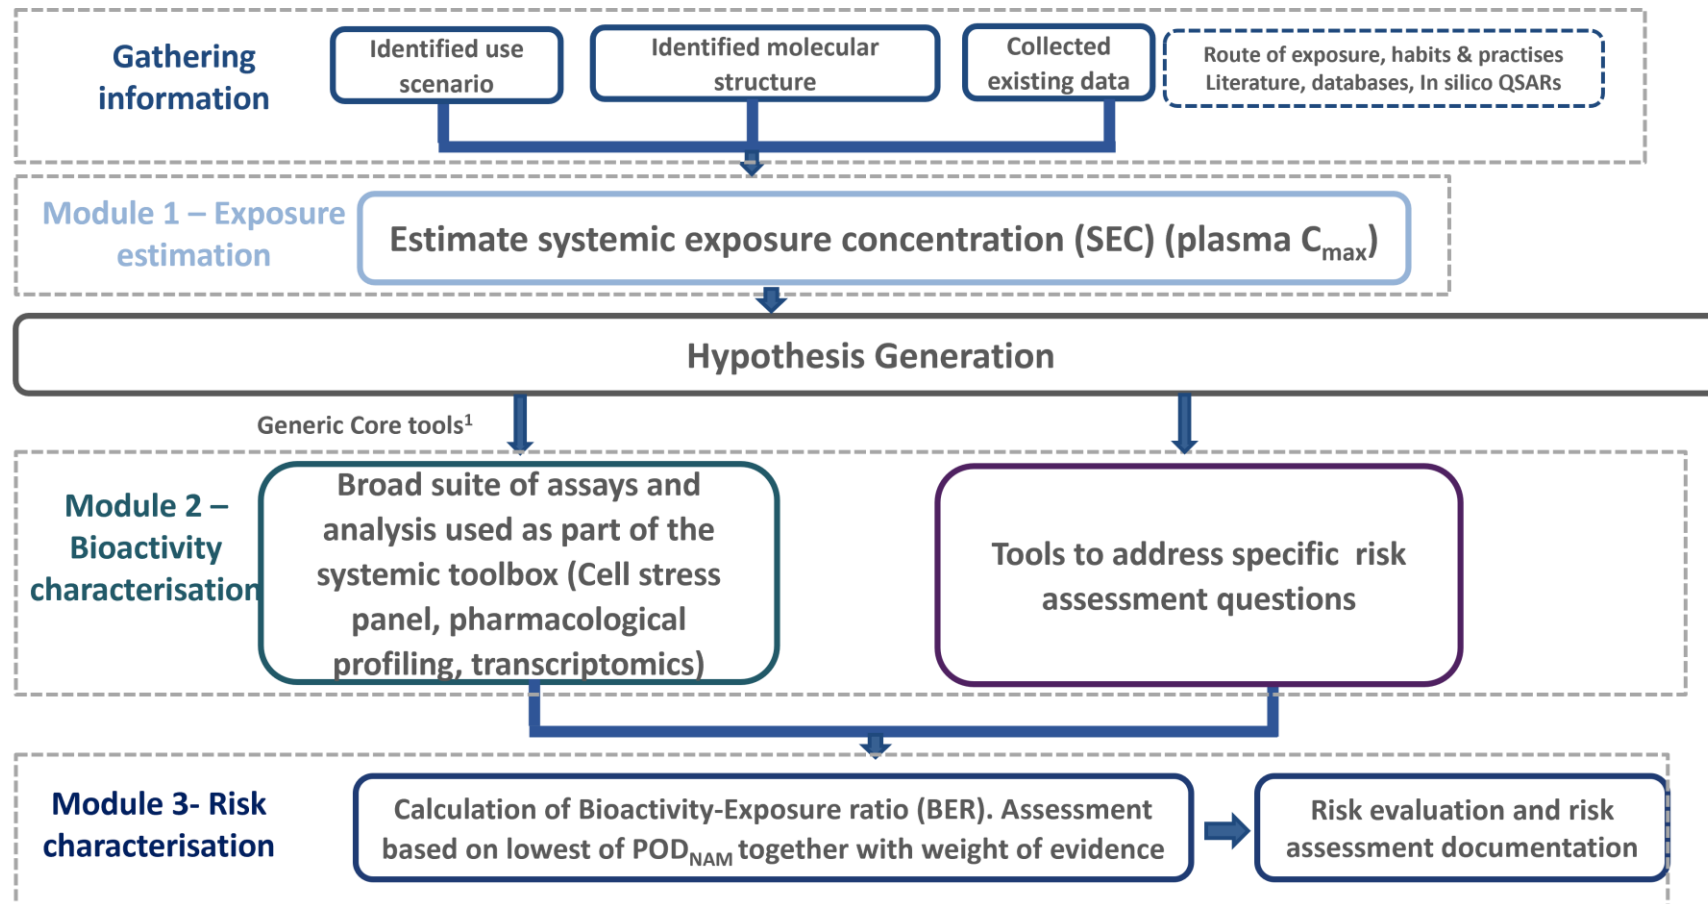 Gathering
information
Identified use
scenario
Identified molecular
structure
Collected
existing data
Route of exposure, habits & practises
Literature, databases, In silico QSARs
Module 1 – Exposure
estimation
Estimate systemic exposure concentration (SEC) (plasma Cmax)
Hypothesis Generation
Generic Core tools¹
Module 2 –
Bioactivity
characterisation
Broad suite of assays and
analysis used as part of the
systemic toolbox (Cell stress
panel, pharmacological
profiling, transcriptomics)
Tools to address specific risk
assessment questions
Module 3- Risk
characterisation
Calculation of Bioactivity-Exposure ratio (BER). Assessment
based on lowest of PODNAM together with weight of evidence
Risk evaluation and risk
assessment documentation